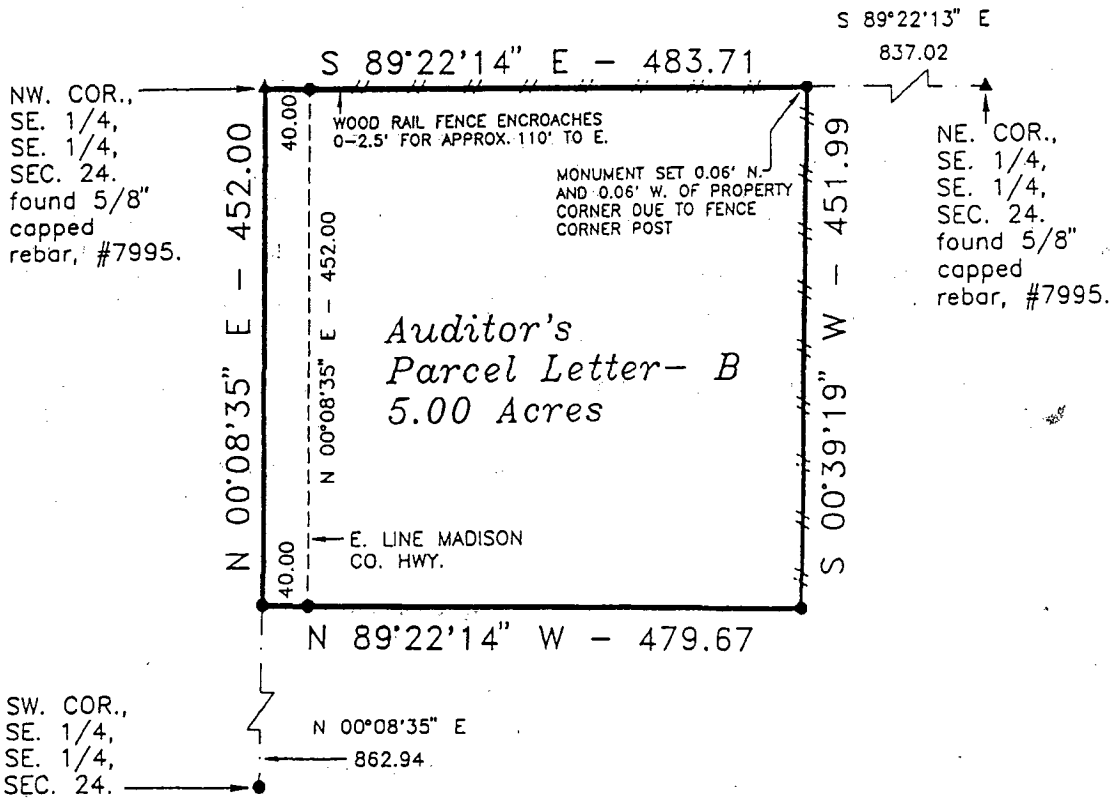 S 89°22'13" E
837.02
S 89°22'14" E - 483.71
NW. COR.,
SE. 1/4,
SE. 1/4,
SEC. 24.
found 5/8"
capped
rebar, #7995.
40.00
WOOD RAIL FENCE ENCROACHES
0-2.5' FOR APPROX. 110' TO E.
MONUMENT SET 0.06' N.
AND 0.06' W. OF PROPERTY
CORNER DUE TO FENCE
CORNER POST
NE. COR.,
SE. 1/4,
SE. 1/4,
SEC. 24.
found 5/8"
capped
rebar, #7995.
N 00°08'35" E - 452.00
N 00°08'35" E - 452.00
S 00°39'19" W - 451.99
Auditor's
Parcel Letter- B
5.00 Acres
E. LINE MADISON
CO. HWY.
40.00
N 89°22'14" W - 479.67
SW. COR.,
SE. 1/4,
SE. 1/4,
SEC. 24.
N 00°08'35" E
862.94